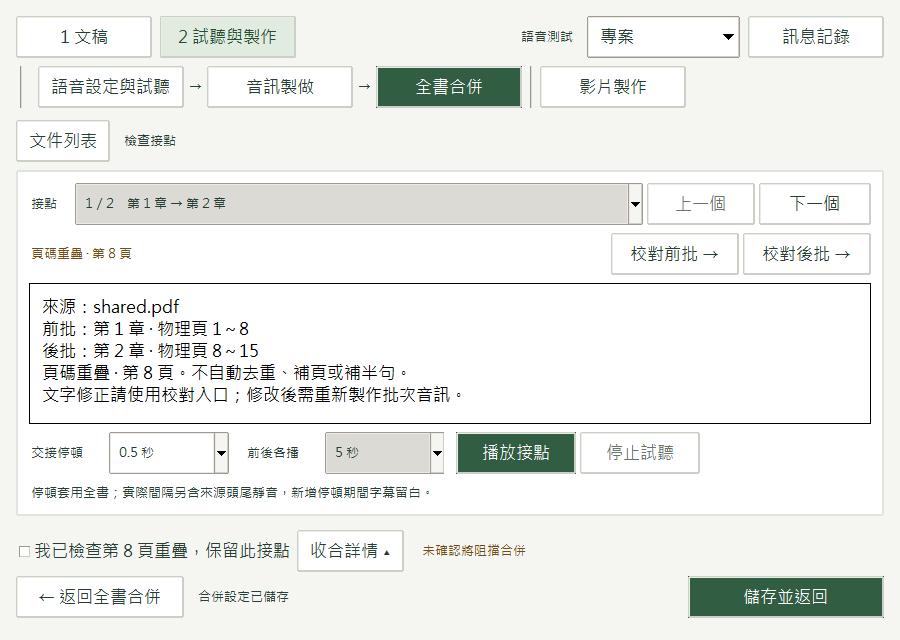 1 文稿
2 試聽與製作
語音測試
專案
訊息記錄
語音設定與試聽
→
音訊製做
→
全書合併
影片製作
文件列表
檢查接點
接點
1 / 2 第 1 章 → 第 2 章
上一個
下一個
頁碼重疊 · 第 8 頁
校對前批 →
校對後批 →
來源：shared.pdf
前批：第 1 章 · 物理頁 1～8
後批：第 2 章 · 物理頁 8～15
頁碼重疊 · 第 8 頁。不自動去重、補頁或補半句。
文字修正請使用校對入口；修改後需重新製作批次音訊。
交接停頓
0.5 秒
前後各播
5 秒
播放接點
停止試聽
停頓套用全書；實際間隔另含來源頭尾靜音，新增停頓期間字幕留白。
我已檢查第 8 頁重疊，保留此接點
收合詳情 ▴
未確認將阻擋合併
← 返回全書合併
合併設定已儲存
儲存並返回